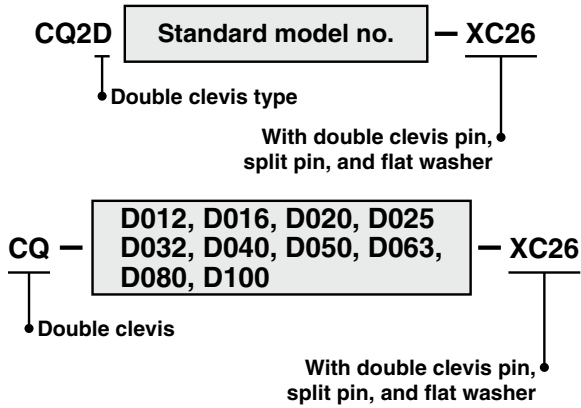 CQ2D Standard model no. – XC26
Double clevis type
With double clevis pin,
split pin, and flat washer
D012, D016, D020, D025
CQ – D032, D040, D050, D063, – XC26
D080, D100
Double clevis
With double clevis pin,
split pin, and flat washer